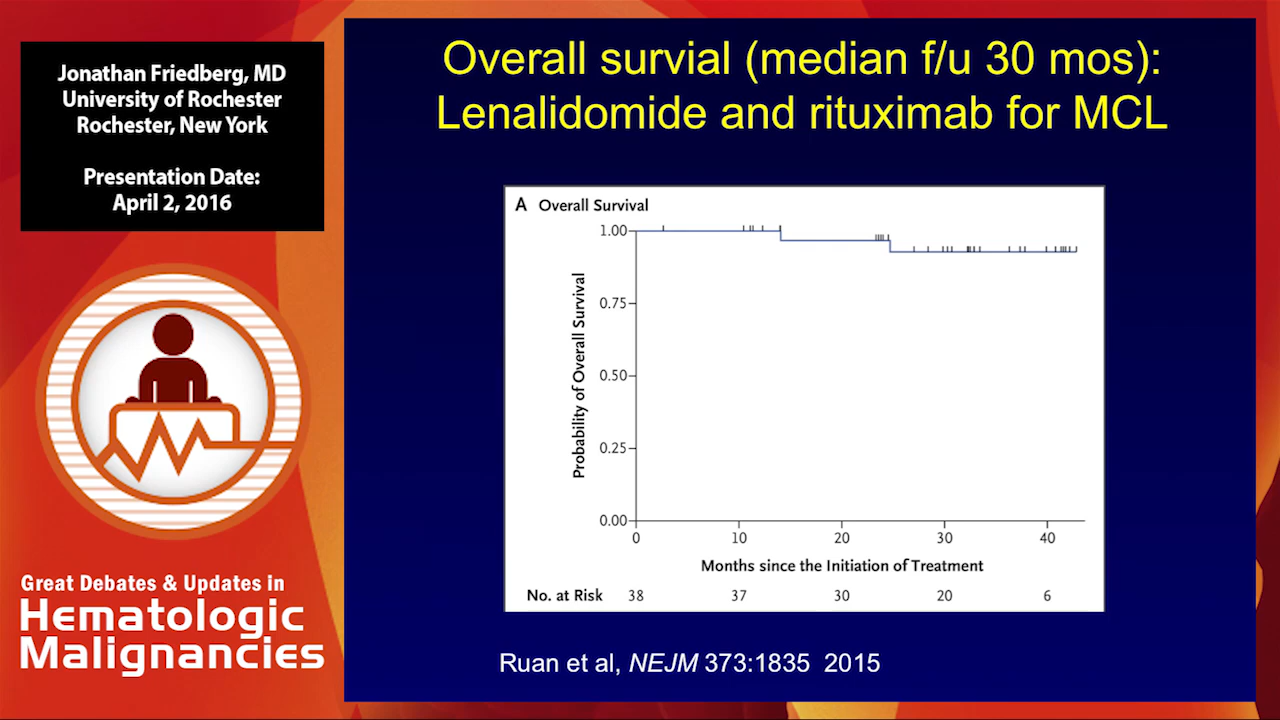 Jonathan Friedberg, MD
University of Rochester
Rochester, New York
Presentation Date:
April 2, 2016
Great Debates & Updates in
Hematologic
Malignancies
Overall survial (median f/u 30 mos):
Lenalidomide and rituximab for MCL
A Overall Survival
Probability of Overall Survival
1.00
0.75
0.50
0.25
0.00
0 10 20 30 40
Months since the Initiation of Treatment
No. at Risk 38 37 30 20 6
Ruan et al, NEJM 373:1835 2015